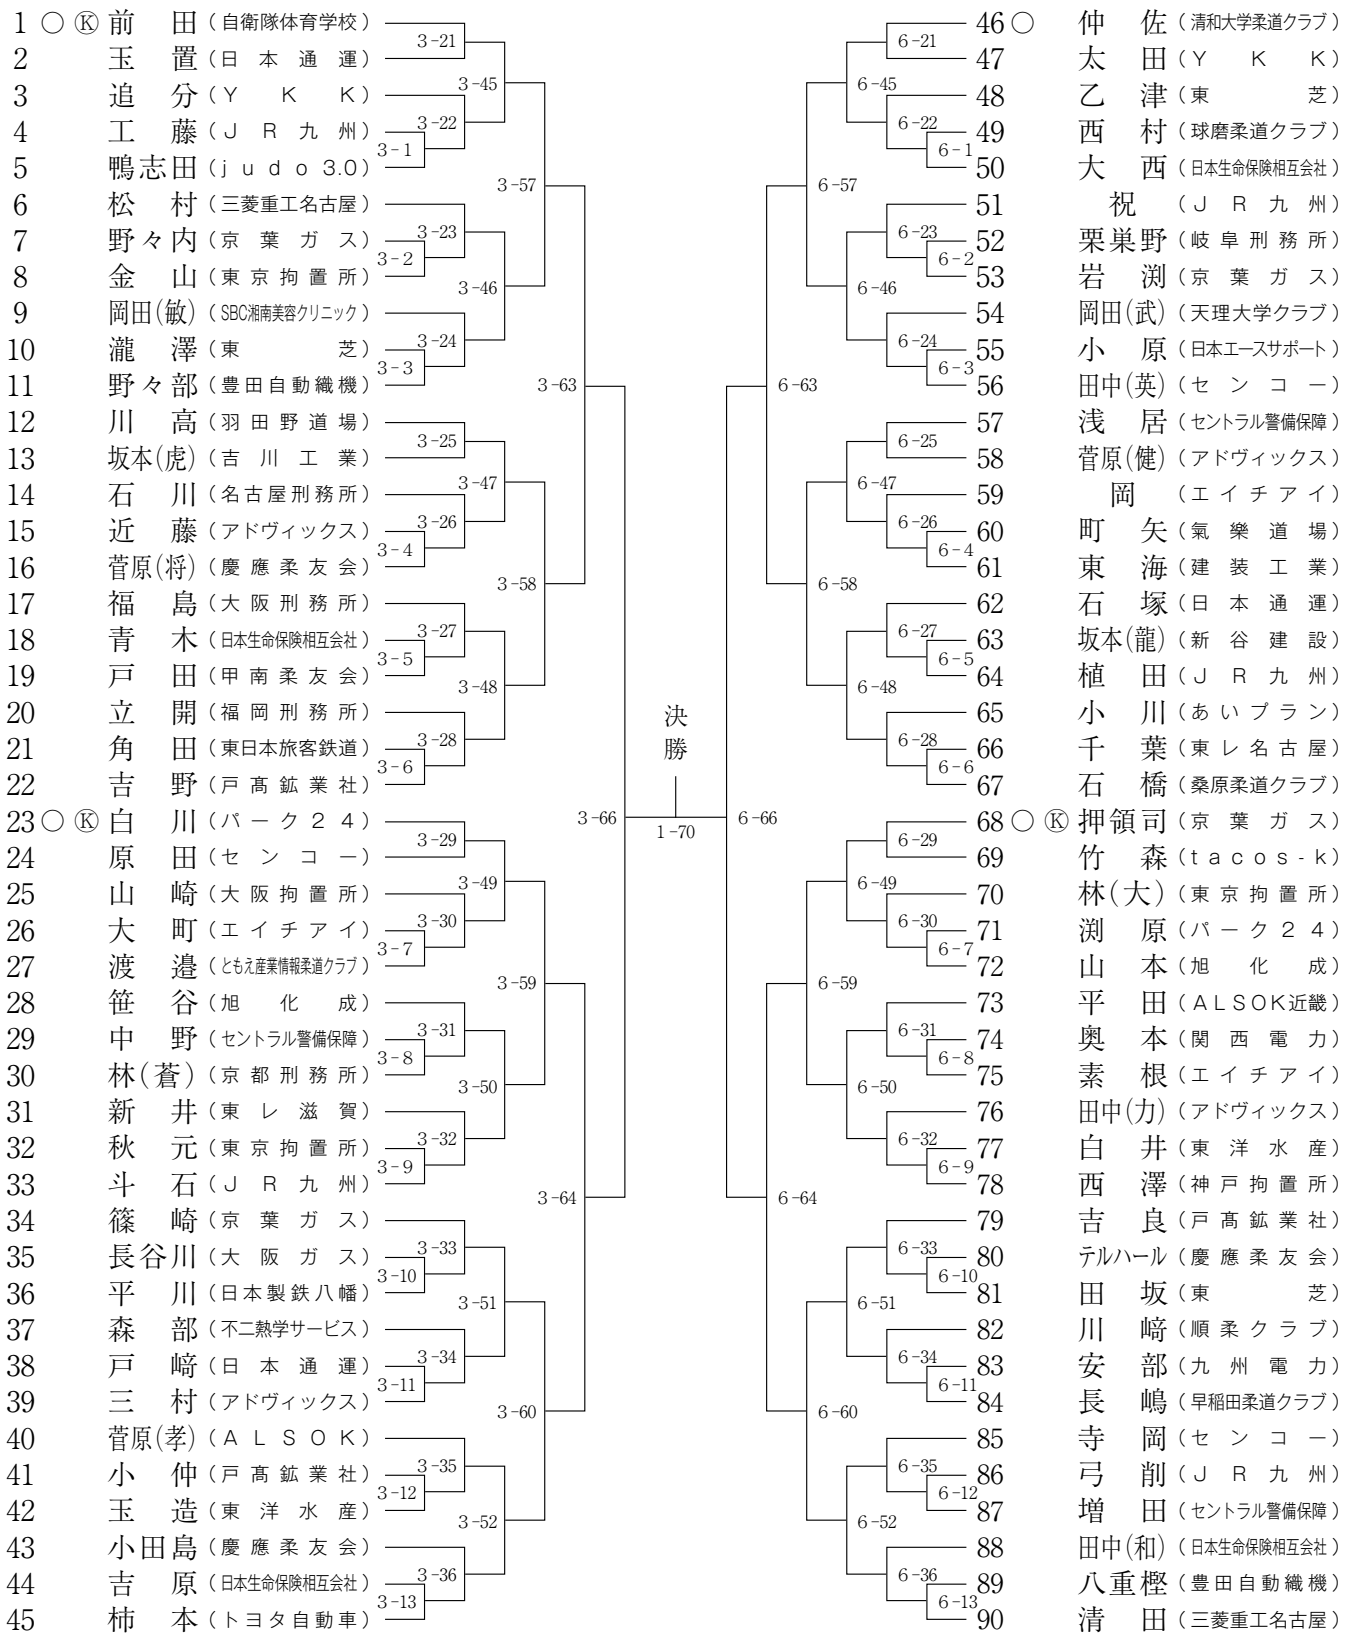 1 ○ Ⓚ 前田 (自衛隊体育学校)
2 玉置 (日本通運)
3 追分 (YKK)
4 工藤 (JR九州)
5 鴨志田 (judo 3.0)
6 松村 (三菱重工名古屋)
7 野々内 (京葉ガス)
8 金山 (東京拘置所)
9 岡田(敏) (SBC湘南美容クリニック)
10 瀧澤 (東芝)
11 野々部 (豊田自動織機)
12 川高 (羽田野道場)
13 坂本(虎) (吉川工業)
14 石川 (名古屋刑務所)
15 近藤 (アドヴィックス)
16 菅原(将) (慶應柔友会)
17 福島 (大阪刑務所)
18 青木 (日本生命保険相互会社)
19 戸田 (甲南柔友会)
20 立開 (福岡刑務所)
21 角田 (東日本旅客鉄道)
22 吉野 (戸髙鉱業社)
23 ○ Ⓚ 白川 (パーク24)
24 原田 (センコー)
25 山崎 (大阪拘置所)
26 大町 (エイチアイ)
27 渡邉 (ともえ産業情報柔道クラブ)
28 笹谷 (旭化成)
29 中野 (セントラル警備保障)
30 林(蒼) (京都刑務所)
31 新井 (東レ滋賀)
32 秋元 (東京拘置所)
33 斗石 (JR九州)
34 篠崎 (京葉ガス)
35 長谷川 (大阪ガス)
36 平川 (日本製鉄八幡)
37 森部 (不二熱学サービス)
38 戸﨑 (日本通運)
39 三村 (アドヴィックス)
40 菅原(孝) (ALSOK)
41 小仲 (戸髙鉱業社)
42 玉造 (東洋水産)
43 小田島 (慶應柔友会)
44 吉原 (日本生命保険相互会社)
45 柿本 (トヨタ自動車)
3-21
3-45
3-22
3-1
3-57
3-23
3-2
3-46
3-24
3-3
3-63
3-25
3-47
3-26
3-4
3-58
3-27
3-5
3-48
3-28
3-6
3-66
3-29
3-49
3-30
3-7
3-59
3-31
3-8
3-50
3-32
3-9
3-64
3-33
3-10
3-51
3-34
3-11
3-60
3-35
3-12
3-52
3-36
3-13
決勝
1-70
6-21
6-45
6-22
6-1
6-57
6-23
6-2
6-46
6-24
6-3
6-63
6-25
6-47
6-26
6-4
6-58
6-27
6-5
6-48
6-28
6-6
6-66
6-29
6-49
6-30
6-7
6-59
6-31
6-8
6-50
6-32
6-9
6-64
6-33
6-10
6-51
6-34
6-11
6-60
6-35
6-12
6-52
6-36
6-13
46 ○ 仲佐 (清和大学柔道クラブ)
47 太田 (YKK)
48 乙津 (東芝)
49 西村 (球磨柔道クラブ)
50 大西 (日本生命保険相互会社)
51 祝 (JR九州)
52 栗巣野 (岐阜刑務所)
53 岩渕 (京葉ガス)
54 岡田(武) (天理大学クラブ)
55 小原 (日本エースサポート)
56 田中(英) (センコー)
57 浅居 (セントラル警備保障)
58 菅原(健) (アドヴィックス)
59 岡 (エイチアイ)
60 町矢 (氣樂道場)
61 東海 (建装工業)
62 石塚 (日本通運)
63 坂本(龍) (新谷建設)
64 植田 (JR九州)
65 小川 (あいプラン)
66 千葉 (東レ名古屋)
67 石橋 (桑原柔道クラブ)
68 ○ Ⓚ 押領司 (京葉ガス)
69 竹森 (tacos-k)
70 林(大) (東京拘置所)
71 渕原 (パーク24)
72 山本 (旭化成)
73 平田 (ALSOK近畿)
74 奥本 (関西電力)
75 素根 (エイチアイ)
76 田中(力) (アドヴィックス)
77 白井 (東洋水産)
78 西澤 (神戸拘置所)
79 吉良 (戸髙鉱業社)
80 テルハール (慶應柔友会)
81 田坂 (東芝)
82 川﨑 (順柔クラブ)
83 安部 (九州電力)
84 長嶋 (早稲田柔道クラブ)
85 寺岡 (センコー)
86 弓削 (JR九州)
87 増田 (セントラル警備保障)
88 田中(和) (日本生命保険相互会社)
89 八重樫 (豊田自動織機)
90 清田 (三菱重工名古屋)